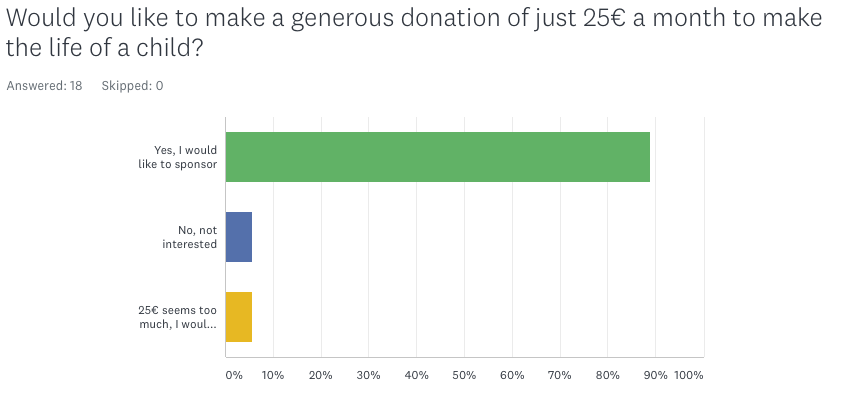 Would you like to make a generous donation of just 25€ a month to make
the life of a child?
Answered: 18 Skipped: 0
Yes, I would
like to sponsor
No, not
interested
25€ seems too
much, I woul...
0% 10% 20% 30% 40% 50% 60% 70% 80% 90% 100%